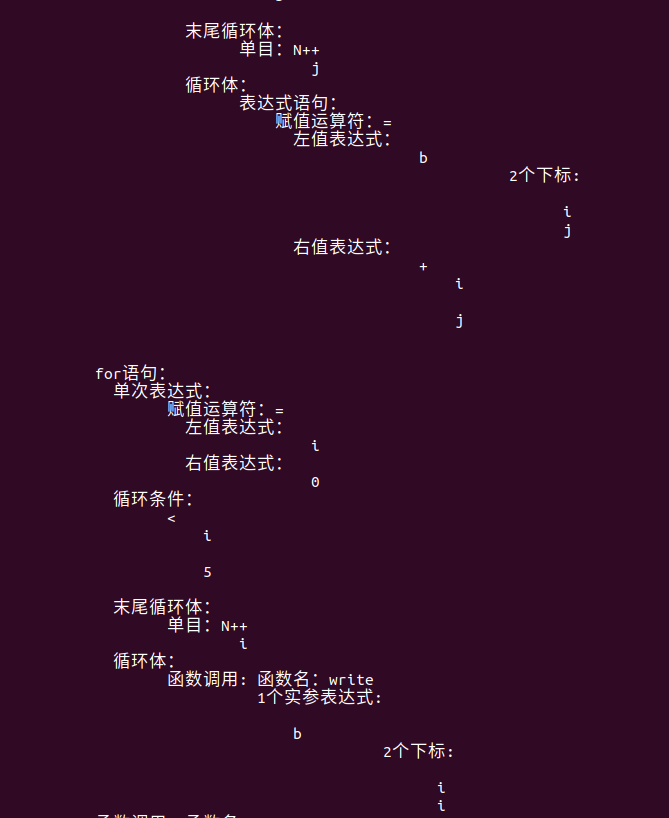 末尾循环体:
单目: N++
j
循环体:
表达式语句:
赋值运算符: =
左值表达式:
b
2个下标:
i
j
右值表达式:
+
i
j
for语句:
单次表达式:
赋值运算符: =
左值表达式:
i
右值表达式:
0
循环条件:
<
i
5
末尾循环体:
单目: N++
i
循环体:
函数调用: 函数名: write
1个实参表达式:
b
2个下标:
i
i